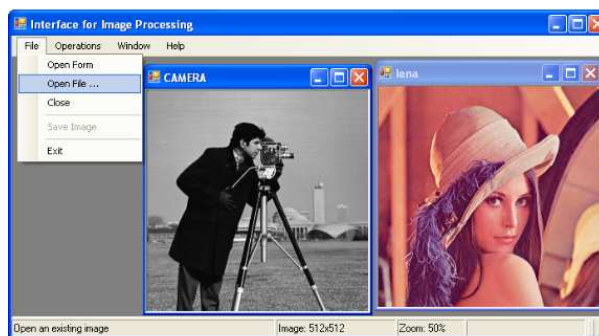 Interface for Image Processing
File Operations Window Help
Open Form
Open File ...
Close
Save Image
Exit
CAMERA
lena
Open an existing image
Image: 512x512
Zoom: 50%